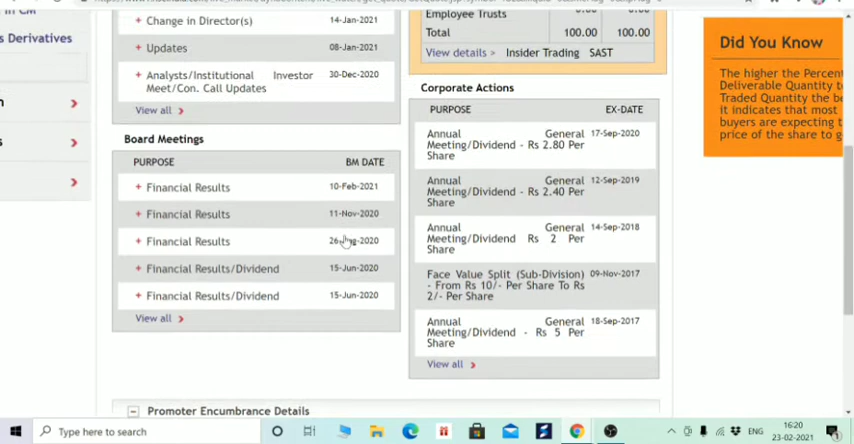 s Derivatives
+ Change in Director(s) 14-Jan-2021
+ Updates 08-Jan-2021
+ Analysts/Institutional Investor 30-Dec-2020
Meet/Con. Call Updates
View all >
Board Meetings
PURPOSE BM DATE
+ Financial Results 10-Feb-2021
+ Financial Results 11-Nov-2020
+ Financial Results 26-Aug-2020
+ Financial Results/Dividend 15-Jun-2020
+ Financial Results/Dividend 15-Jun-2020
View all >
Employee Trusts
Total 100.00 100.00
View details > Insider Trading SAST
Corporate Actions
PURPOSE EX-DATE
Annual General 17-Sep-2020
Meeting/Dividend - Rs 2.80 Per
Share
Annual General 12-Sep-2019
Meeting/Dividend - Rs 2.40 Per
Share
Annual General 14-Sep-2018
Meeting/Dividend Rs 2 Per
Share
Face Value Split (Sub-Division) 09-Nov-2017
- From Rs 10/- Per Share To Rs
2/- Per Share
Annual General 18-Sep-2017
Meeting/Dividend - Rs 5 Per
Share
View all >
Did You Know
The higher the Percen
Deliverable Quantity to
Traded Quantity the be
it indicates that most
buyers are expecting t
price of the share to g
Promoter Encumbrance Details
Type here to search
ENG
16:20
23-02-2021